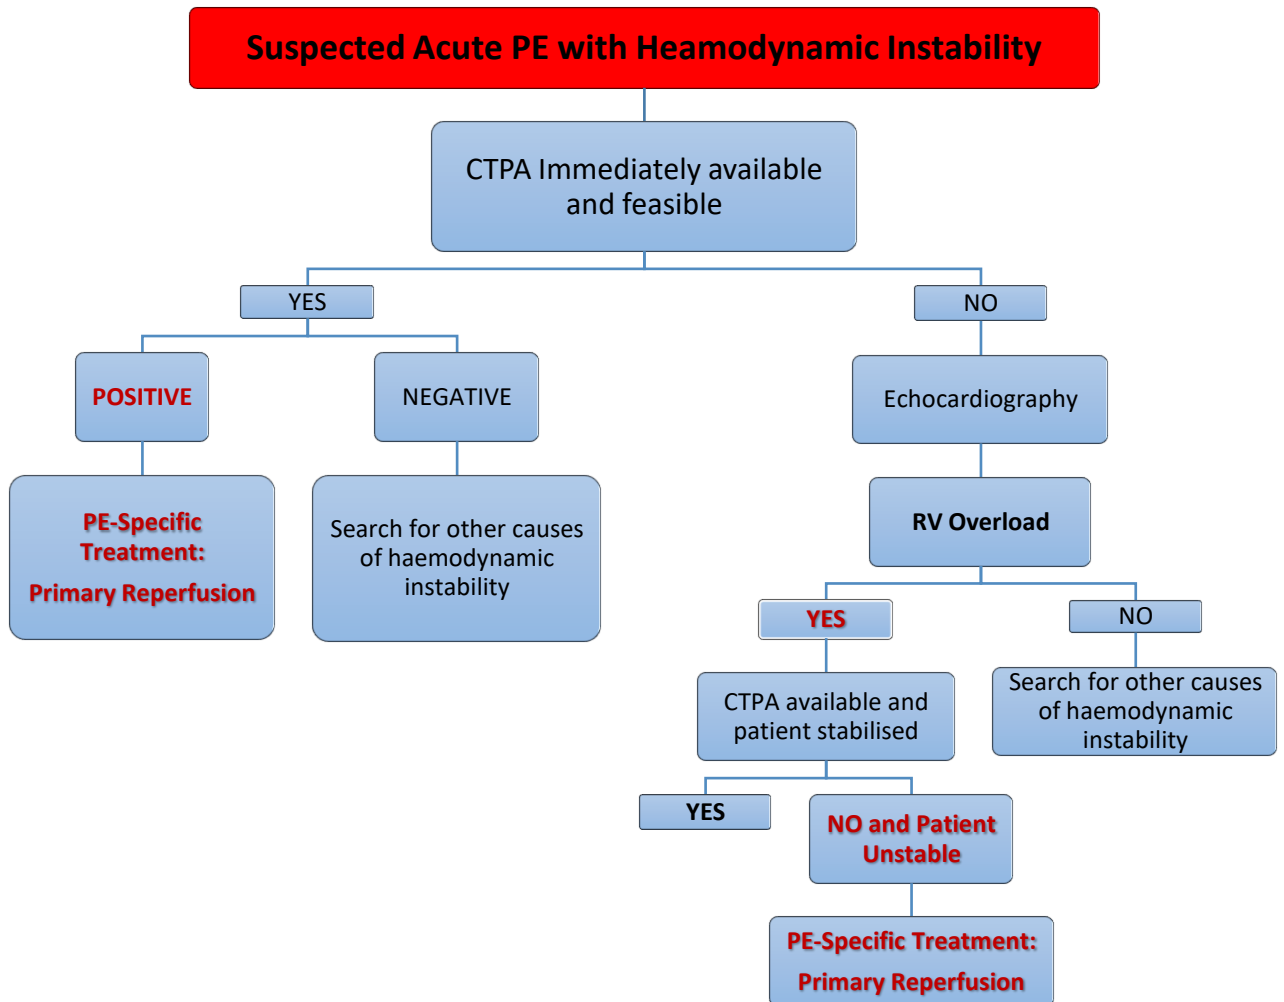 Suspected Acute PE with Heamodynamic Instability
CTPA Immediately available
and feasible
YES
NO
POSITIVE
NEGATIVE
Echocardiography
PE-Specific
Treatment:
Primary Reperfusion
Search for other causes
of haemodynamic
instability
RV Overload
YES
NO
CTPA available and
patient stabilised
Search for other causes
of haemodynamic
instability
YES
NO and Patient
Unstable
PE-Specific Treatment:
Primary Reperfusion